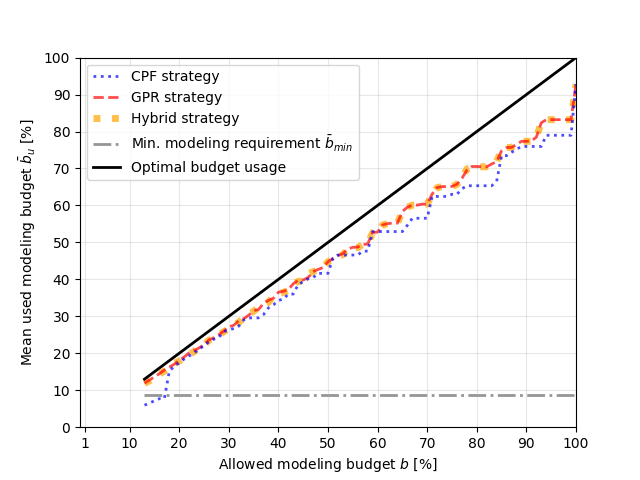 100
90
80
70
60
50
40
30
20
10
0
Mean used modeling budget b̄ᵤ [%]
CPF strategy
GPR strategy
Hybrid strategy
Min. modeling requirement b̄ₘᵢₙ
Optimal budget usage
1 10 20 30 40 50 60 70 80 90 100
Allowed modeling budget b [%]